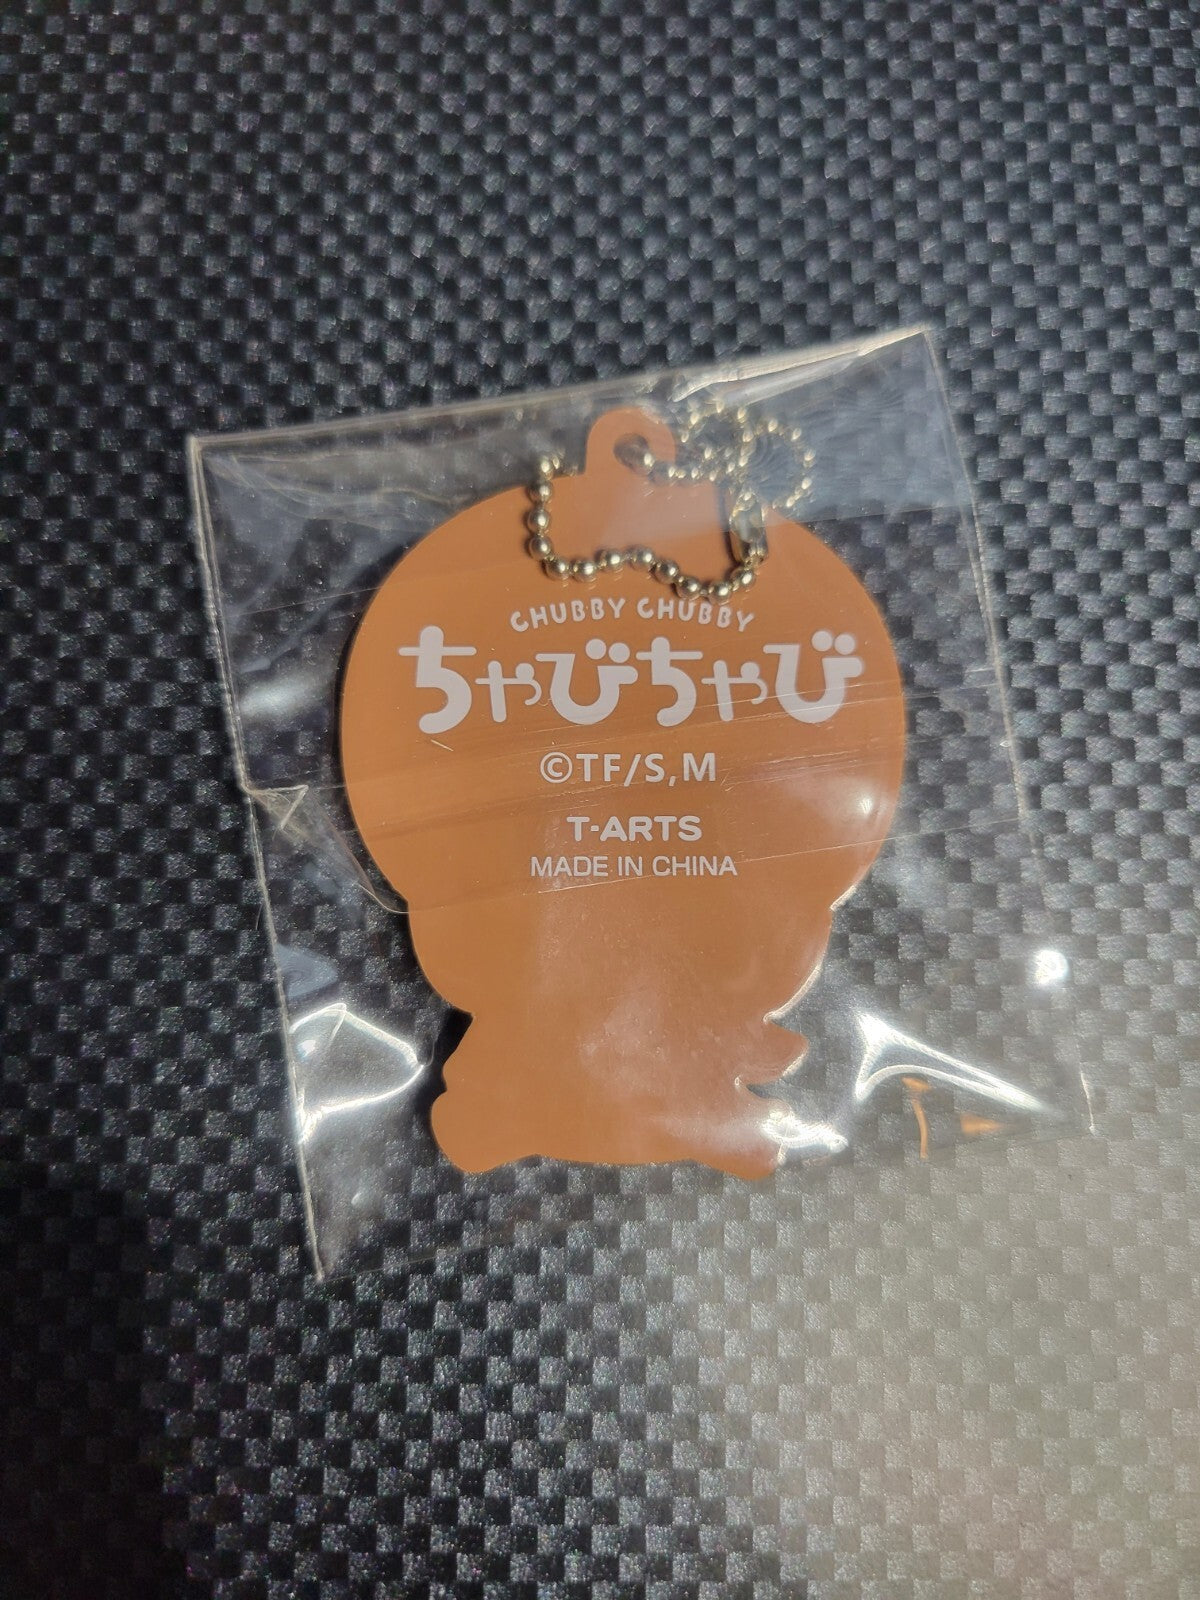 CHUBBY CHUBBY
ちゃびちゃび
©TF/S,M
T-ARTS
MADE IN CHINA